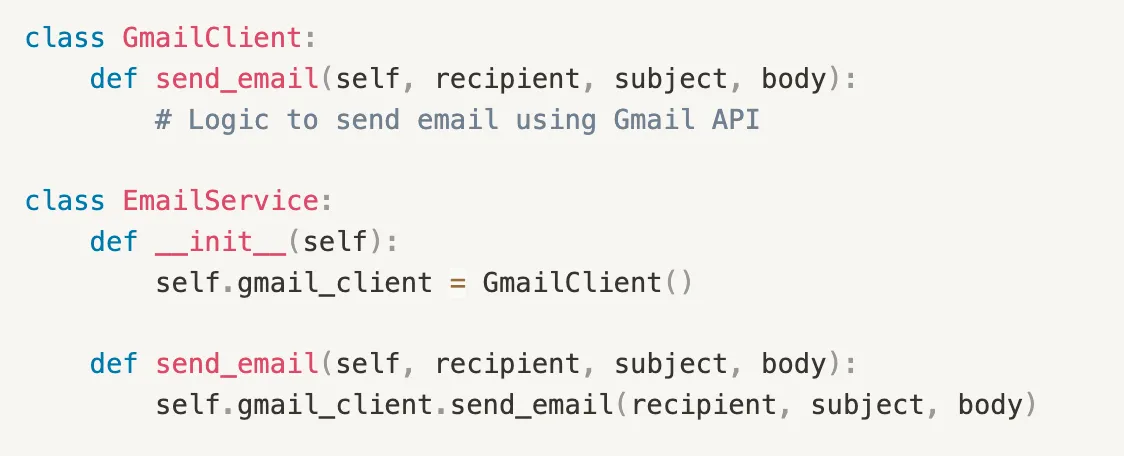 class GmailClient:
    def send_email(self, recipient, subject, body):
        # Logic to send email using Gmail API

class EmailService:
    def __init__(self):
        self.gmail_client = GmailClient()

    def send_email(self, recipient, subject, body):
        self.gmail_client.send_email(recipient, subject, body)